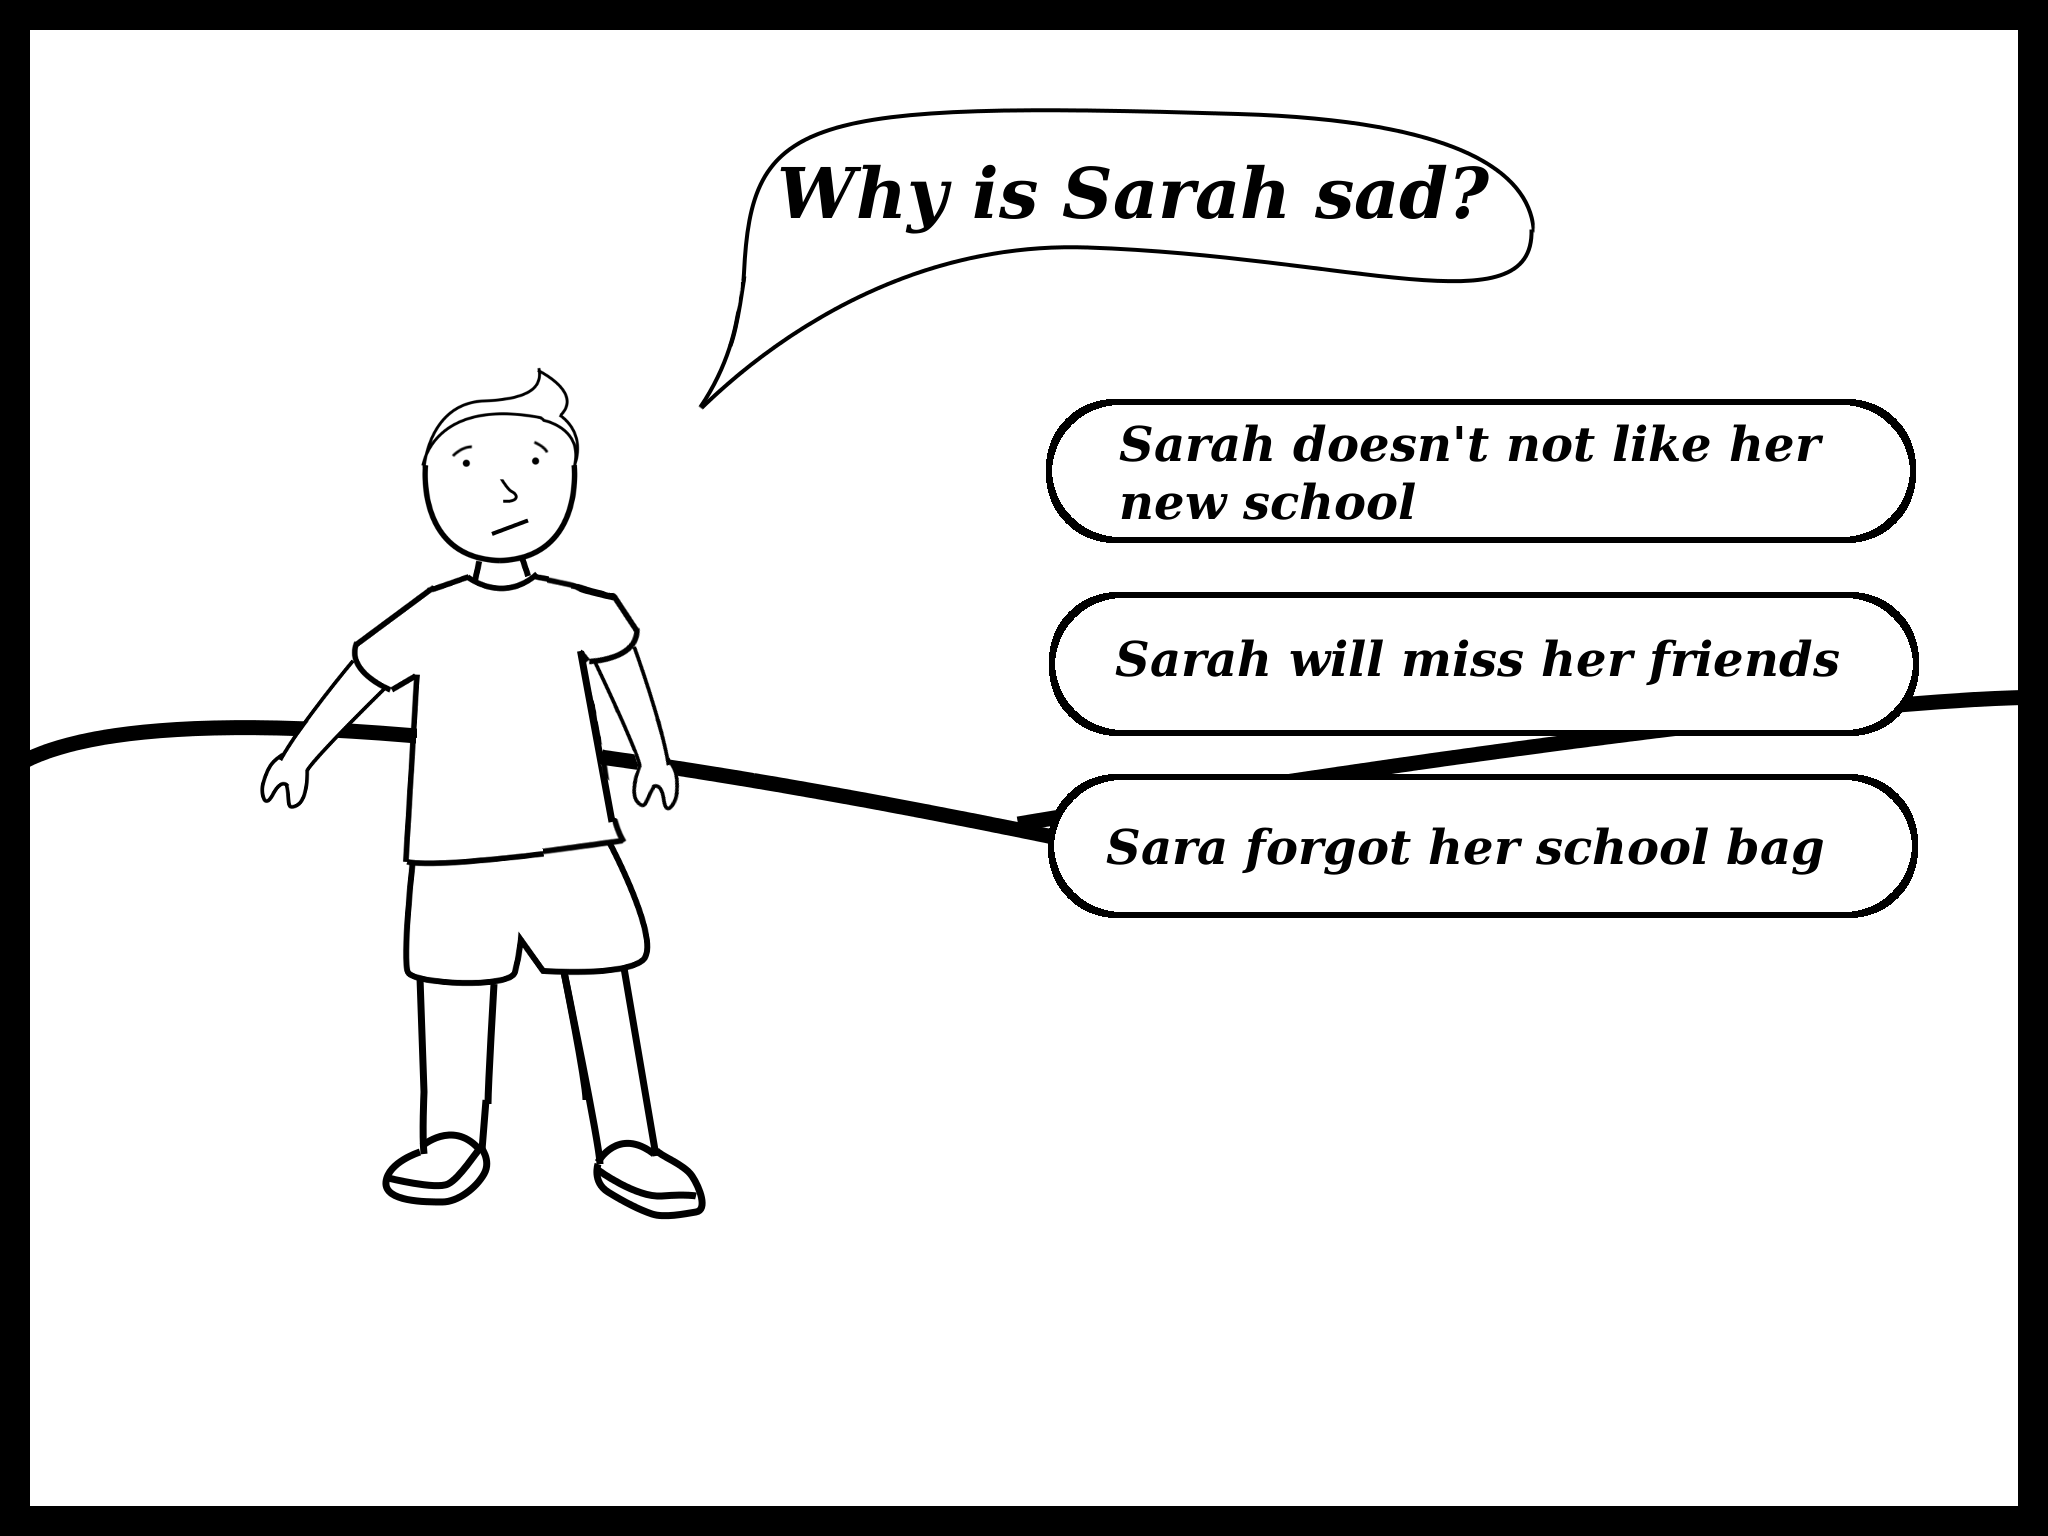 Why is Sarah sad?
Sarah doesn't not like her
new school
Sarah will miss her friends
Sara forgot her school bag